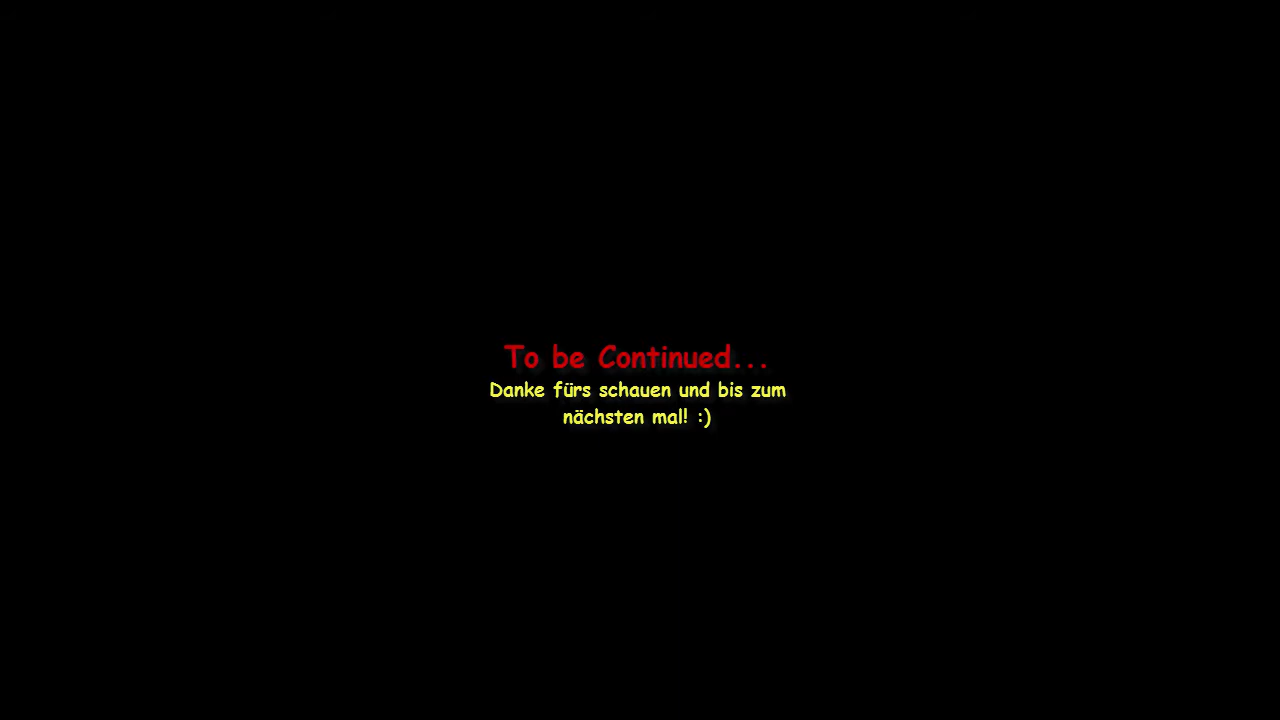 To be Continued...
Danke fürs schauen und bis zum
nächsten mal! :)